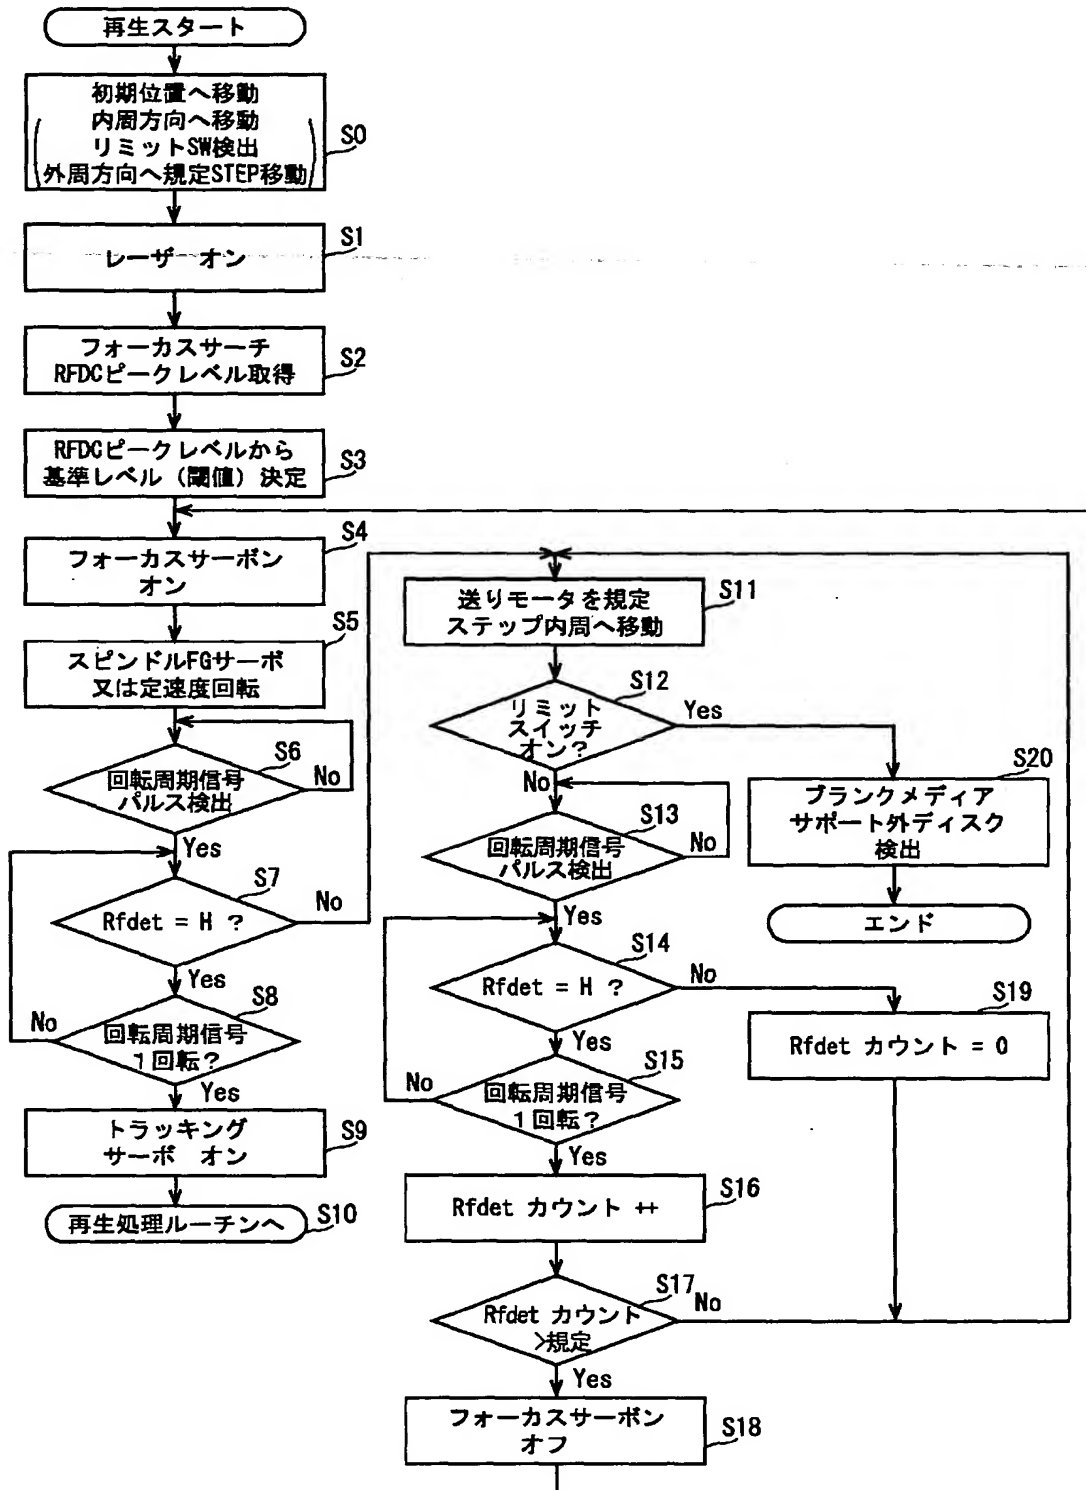 再生スタート
初期位置へ移動
内周方向へ移動
リミットSW検出
外周方向へ規定STEP移動
S0
レーザーオン
S1
フォーカスサーチ
RFDCピークレベル取得
S2
RFDCピークレベルから
基準レベル（閾値）決定
S3
フォーカスサーボン
オン
S4
スピンドルFGサーボ
又は定速度回転
S5
回転周期信号
パルス検出
S6
No
Yes
Rfdet = H ?
S7
No
Yes
回転周期信号
1回転?
S8
No
Yes
トラッキング
サーボ オン
S9
再生処理ルーチンへ
S10
送りモータを規定
ステップ内周へ移動
S11
リミット
スイッチ
オン?
S12
Yes
No
回転周期信号
パルス検出
S13
No
Yes
Rfdet = H ?
S14
No
Yes
回転周期信号
1回転?
S15
No
Yes
Rfdet カウント ++
S16
Rfdet カウント
>規定
S17
No
Yes
フォーカスサーボン
オフ
S18
Rfdet カウント = 0
S19
ブランクメディア
サポート外ディスク
検出
S20
エンド